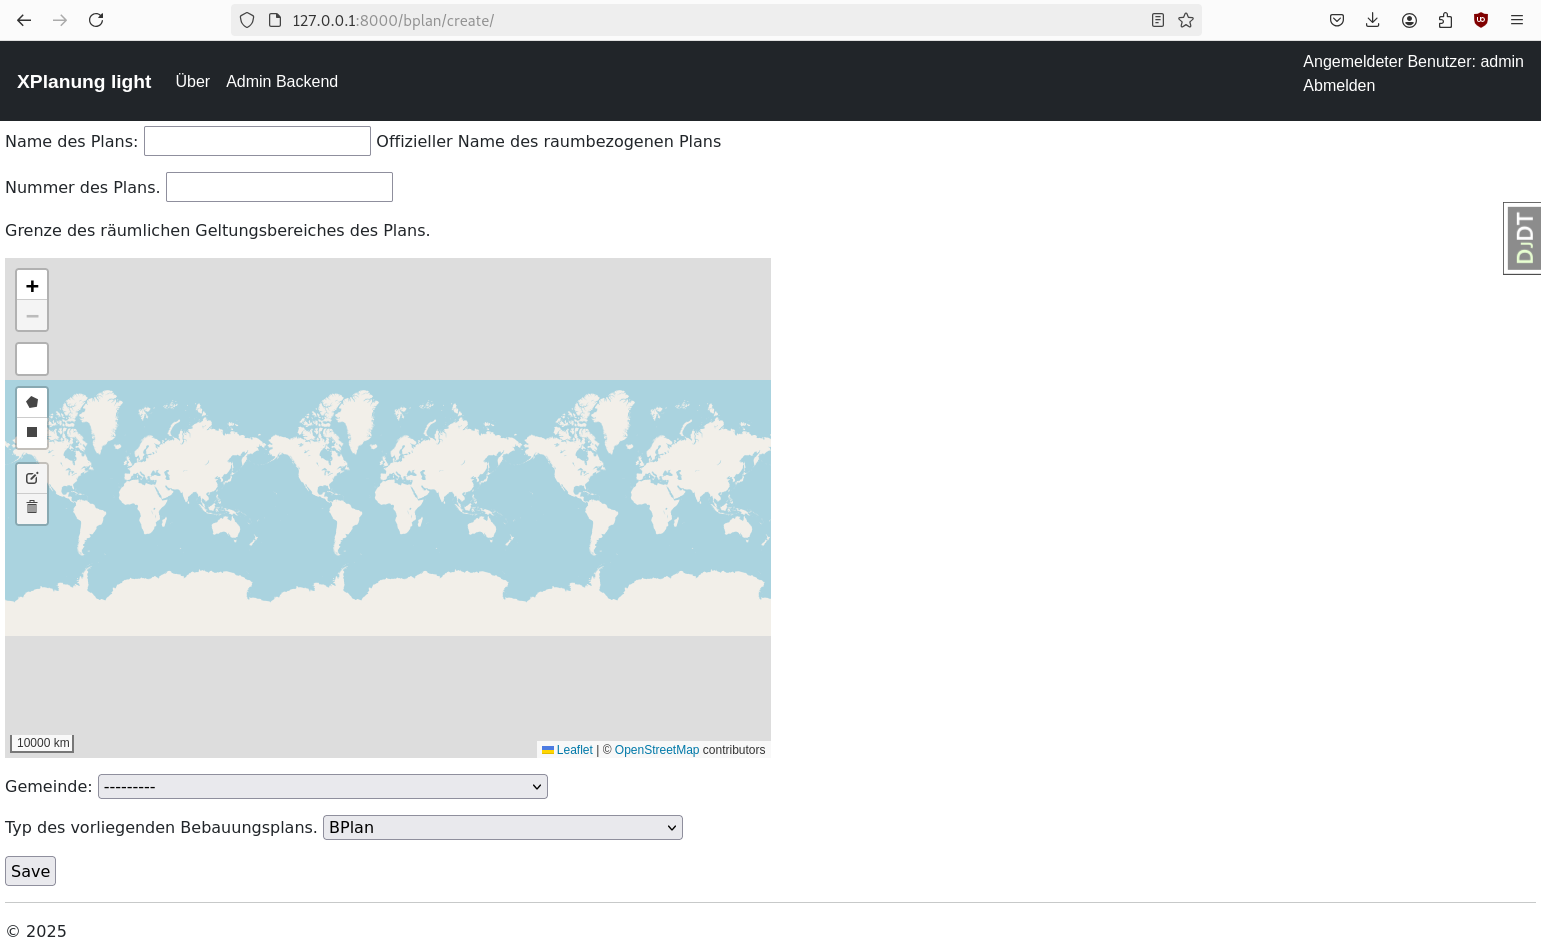 127.0.0.1:8000/bplan/create/
XPlanung light Über Admin Backend
Angemeldeter Benutzer: admin
Abmelden
Name des Plans: Offizieller Name des raumbezogenen Plans
Nummer des Plans.
DJDT
Grenze des räumlichen Geltungsbereiches des Plans.
+
−
10000 km
Leaflet | © OpenStreetMap contributors
Gemeinde: ---------
Typ des vorliegenden Bebauungsplans. BPlan
Save
© 2025